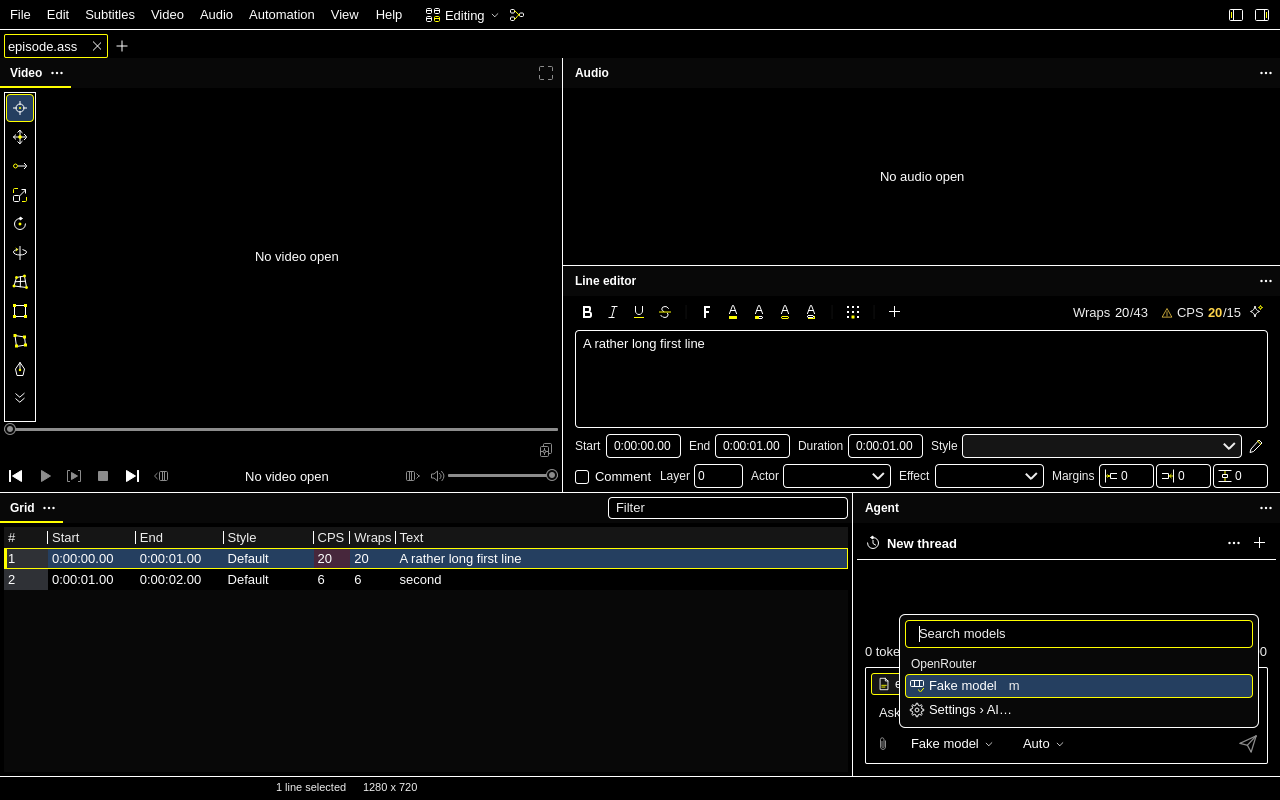 File Edit Subtitles Video Audio Automation View Help Editing
episode.ass
Video
Audio
No video open
No audio open
Line editor
Wraps 20/43 CPS 20/15
A rather long first line
Start 0:00:00.00 End 0:00:01.00 Duration 0:00:01.00 Style
Comment Layer 0 Actor Effect Margins 0 0 0
No video open
Grid
Filter
# Start End Style CPS Wraps Text
1 0:00:00.00 0:00:01.00 Default 20 20 A rather long first line
2 0:00:01.00 0:00:02.00 Default 6 6 second
Agent
New thread
Search models
0 toke 0
OpenRouter
Fake model m
Settings › AI…
Ask
Fake model Auto
1 line selected 1280 x 720